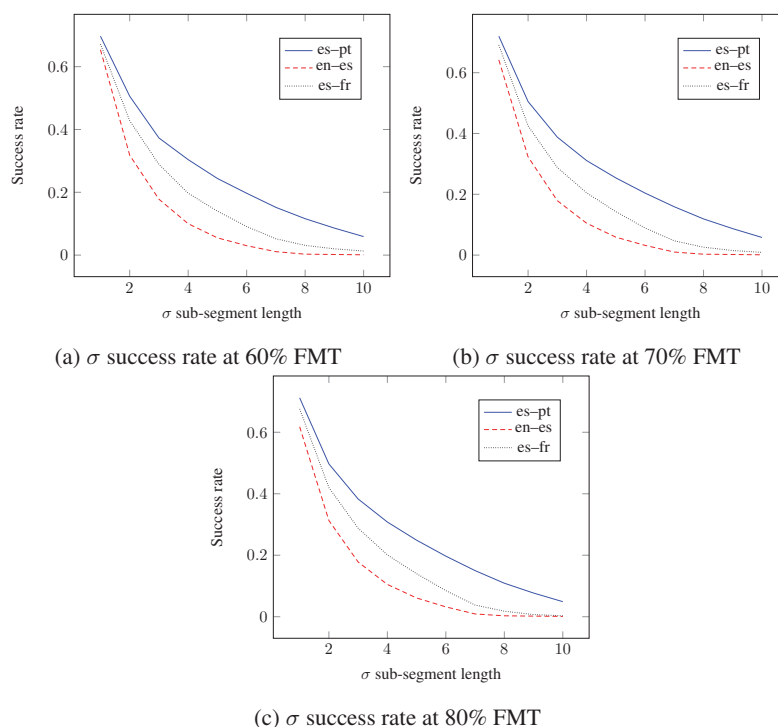 0.6
0.4
0.2
0
Success rate
2 4 6 8 10
σ sub-segment length
es–pt
en–es
es–fr
(a) σ success rate at 60% FMT
0.6
0.4
0.2
0
Success rate
2 4 6 8 10
σ sub-segment length
es–pt
en–es
es–fr
(b) σ success rate at 70% FMT
0.6
0.4
0.2
0
Success rate
2 4 6 8 10
σ sub-segment length
es–pt
en–es
es–fr
(c) σ success rate at 80% FMT